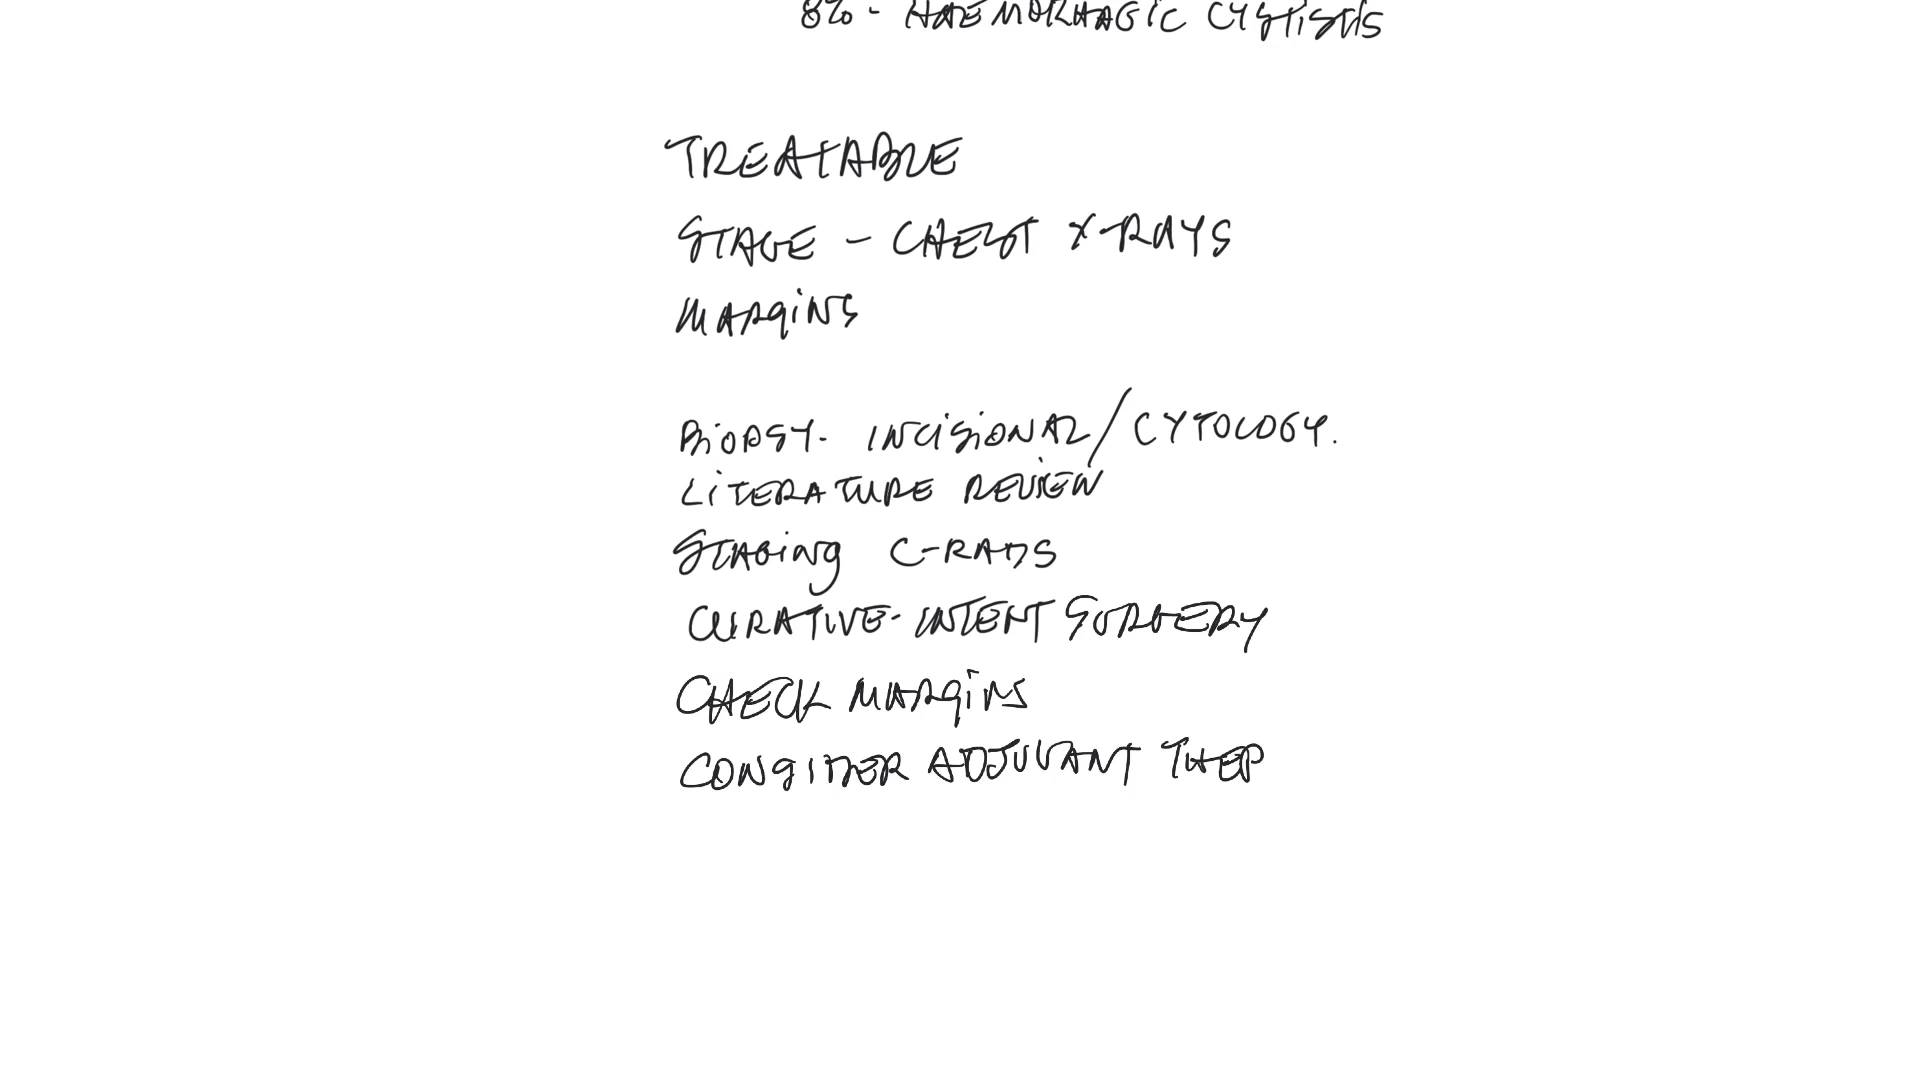 8% - HAEMORHAGIC CYSTISTIS
TREATABLE
STAGE - CHEST X-RAYS
MARGINS
BIOPSY. INCISIONAL/CYTOLOGY.
LITERATURE REVIEW
STAGING C-RADS
CURATIVE-INTENT SURGERY
CHECK MARGINS
CONSIDER ADJUVANT THEP